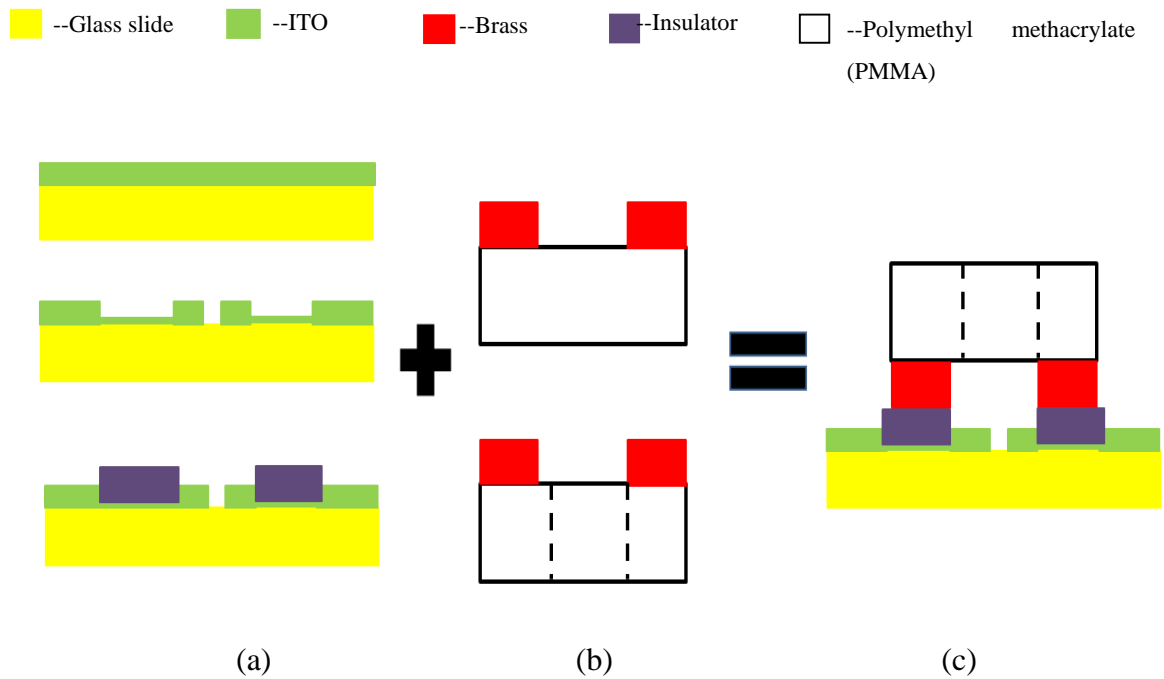 --Glass slide --ITO --Brass --Insulator --Polymethyl methacrylate
(PMMA)
(a) (b) (c)